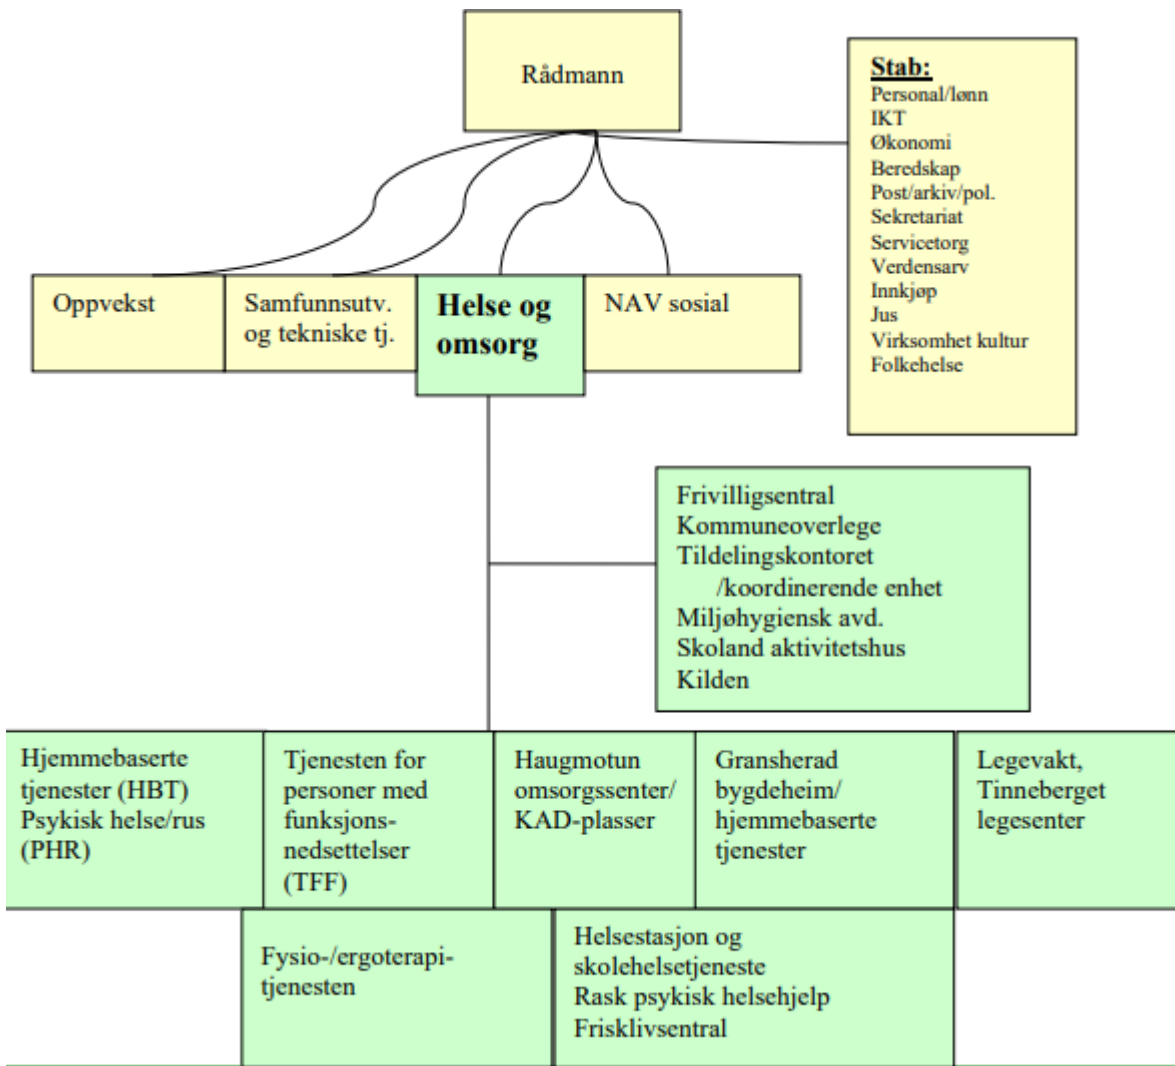 Rådmann
Stab:
Personal/lønn
IKT
Økonomi
Beredskap
Post/arkiv/pol.
Sekretariat
Servicetorg
Verdensarv
Innkjøp
Jus
Virksomhet kultur
Folkehelse
Oppvekst
Samfunnsutv.
og tekniske tj.
Helse og
omsorg
NAV sosial
Frivilligsentral
Kommuneoverlege
Tildelingskontoret
/koordinerende enhet
Miljøhygiensk avd.
Skoland aktivitetshus
Kilden
Hjemmebaserte
tjenester (HBT)
Psykisk helse/rus
(PHR)
Tjenesten for
personer med
funksjons-
nedsettelser
(TFF)
Haugmotun
omsorgssenter/
KAD-plasser
Gransherad
bygdeheim/
hjemmebaserte
tjenester
Legevakt,
Tinneberget
legesenter
Fysio-/ergoterapi-
tjenesten
Helsestasjon og
skolehelsetjeneste
Rask psykisk helsehjelp
Frisklivsentral